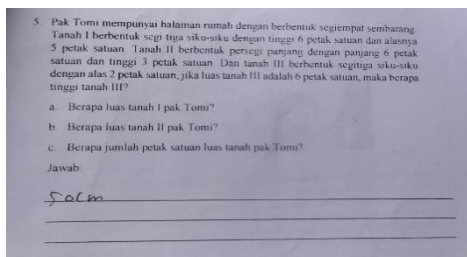 5. Pak Tomi mempunyai halaman rumah dengan berbentuk segiempat sembarang
Tanah I berbentuk segi tiga siku-siku dengan tinggi 6 petak satuan dan alasnya
5 petak satuan Tanah II berbentuk persegi panjang dengan panjang 6 petak
satuan dan tinggi 3 petak satuan. Dan tanah III berbentuk segitiga siku-siku
dengan alas 2 petak satuan, jika luas tanah III adalah 6 petak satuan, maka berapa
tinggi tanah III?
a. Berapa luas tanah I pak Tomi?
b. Berapa luas tanah II pak Tomi?
c. Berapa jumlah petak satuan luas tanah pak Tomi?
Jawab:
50cm